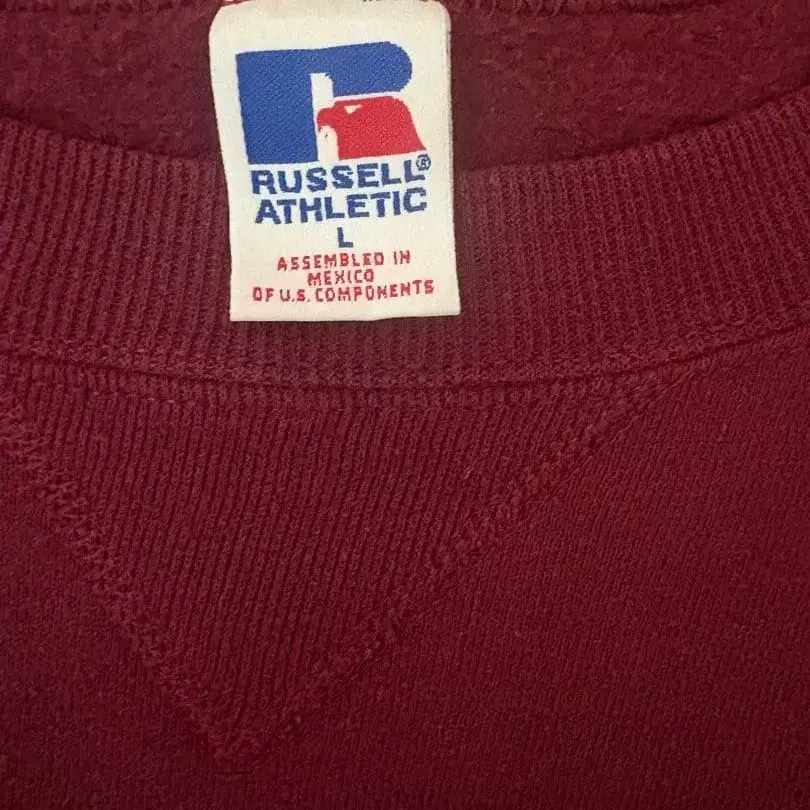 RUSSELL®
ATHLETIC
L
ASSEMBLED IN
MEXICO
OF U.S. COMPONENTS